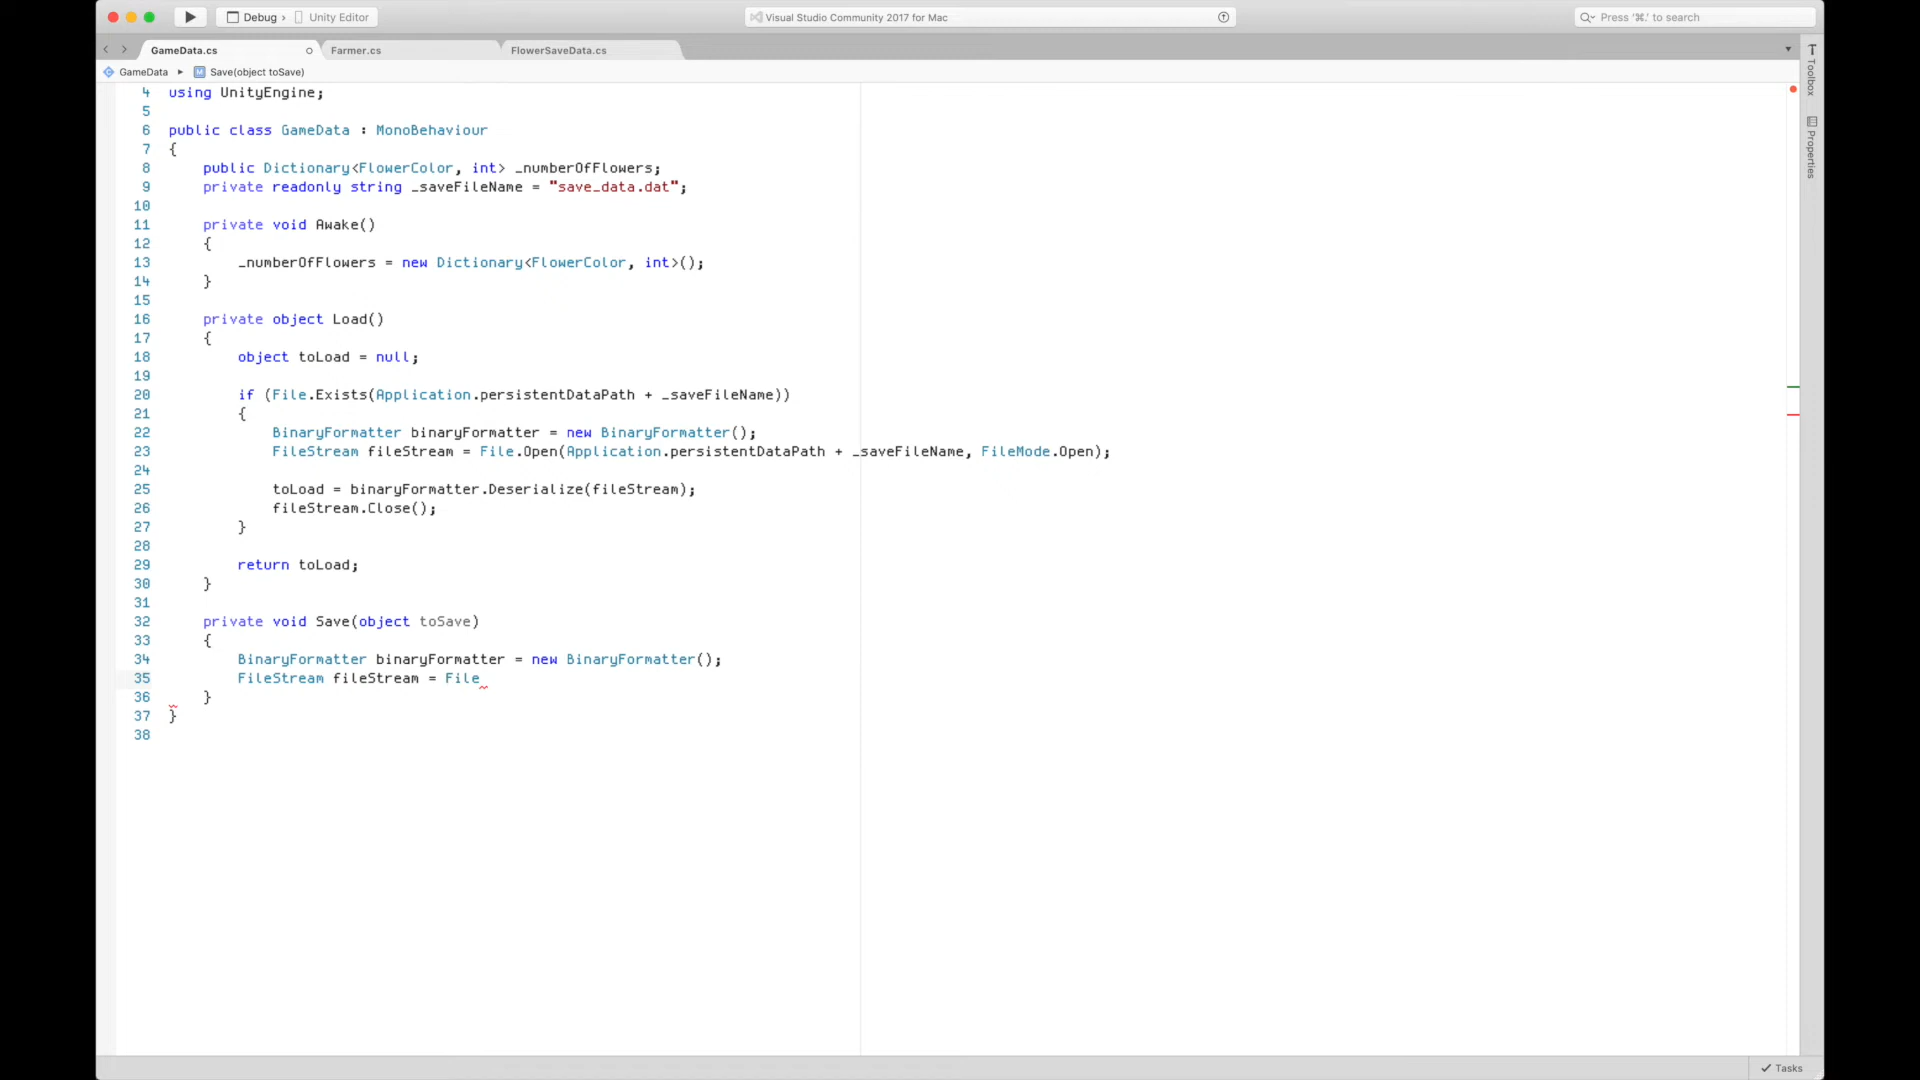 Debug › Unity Editor
Visual Studio Community 2017 for Mac
Press '⌘.' to search
GameData.cs
Farmer.cs
FlowerSaveData.cs
GameData ▸ M Save(object toSave)
4 using UnityEngine;
5
6 public class GameData : MonoBehaviour
7 {
8 public Dictionary<FlowerColor, int> _numberOfFlowers;
9 private readonly string _saveFileName = "save_data.dat";
10
11 private void Awake()
12 {
13 _numberOfFlowers = new Dictionary<FlowerColor, int>();
14 }
15
16 private object Load()
17 {
18 object toLoad = null;
19
20 if (File.Exists(Application.persistentDataPath + _saveFileName))
21 {
22 BinaryFormatter binaryFormatter = new BinaryFormatter();
23 FileStream fileStream = File.Open(Application.persistentDataPath + _saveFileName, FileMode.Open);
24
25 toLoad = binaryFormatter.Deserialize(fileStream);
26 fileStream.Close();
27 }
28
29 return toLoad;
30 }
31
32 private void Save(object toSave)
33 {
34 BinaryFormatter binaryFormatter = new BinaryFormatter();
35 FileStream fileStream = File
36 }
37 }
38
Toolbox
Properties
Tasks